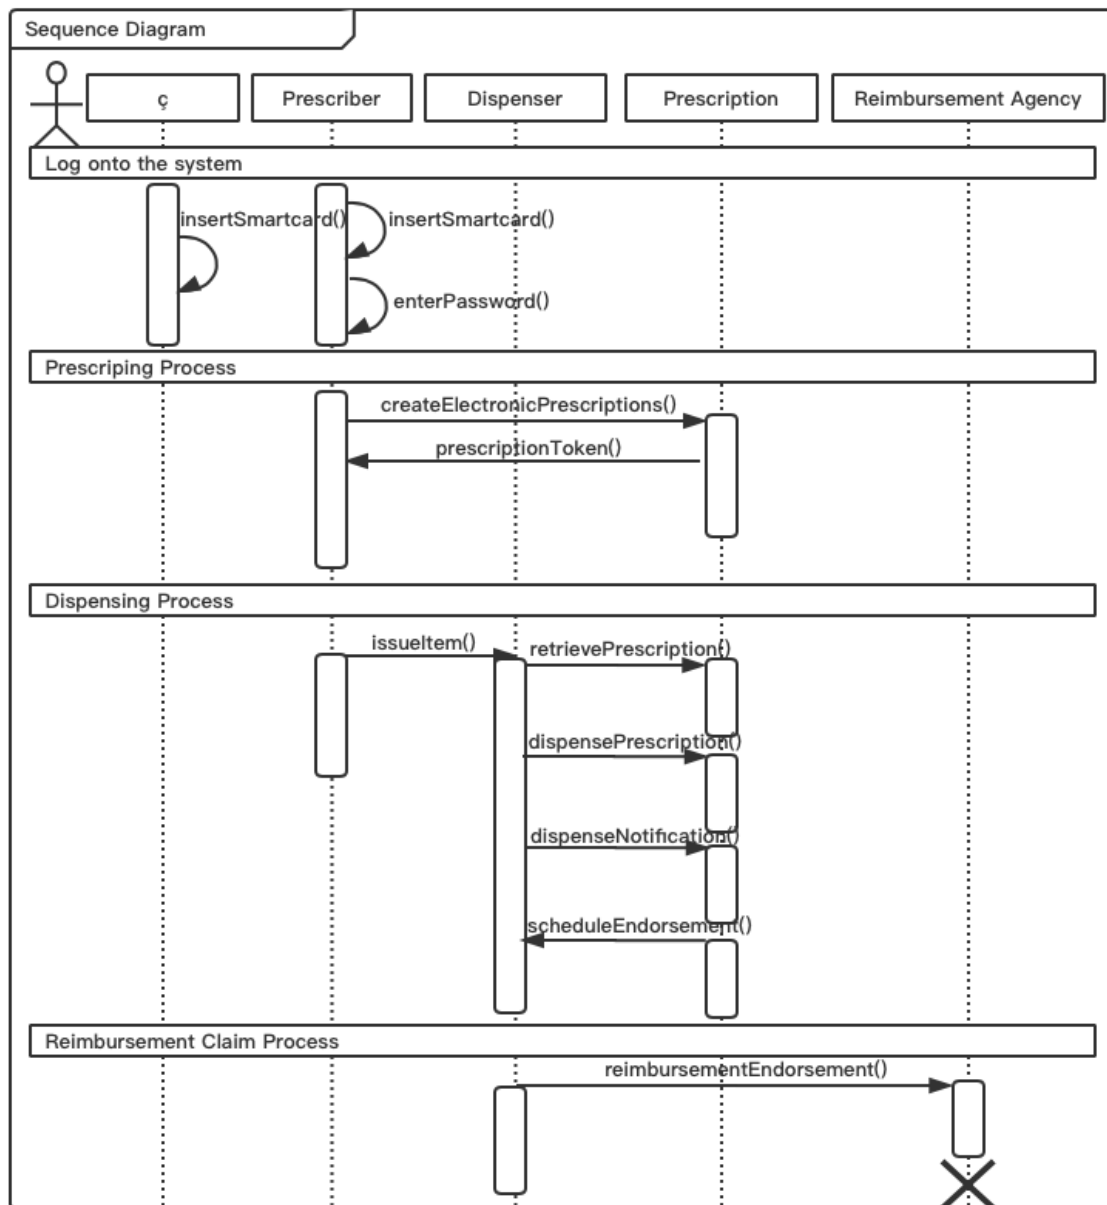 Sequence Diagram
ç
Prescriber
Dispenser
Prescription
Reimbursement Agency
Log onto the system
insertSmartcard()
insertSmartcard()
enterPassword()
Prescriping Process
createElectronicPrescriptions()
prescriptionToken()
Dispensing Process
issueItem()
retrievePrescription()
dispensePrescription()
dispenseNotification()
scheduleEndorsement()
Reimbursement Claim Process
reimbursementEndorsement()